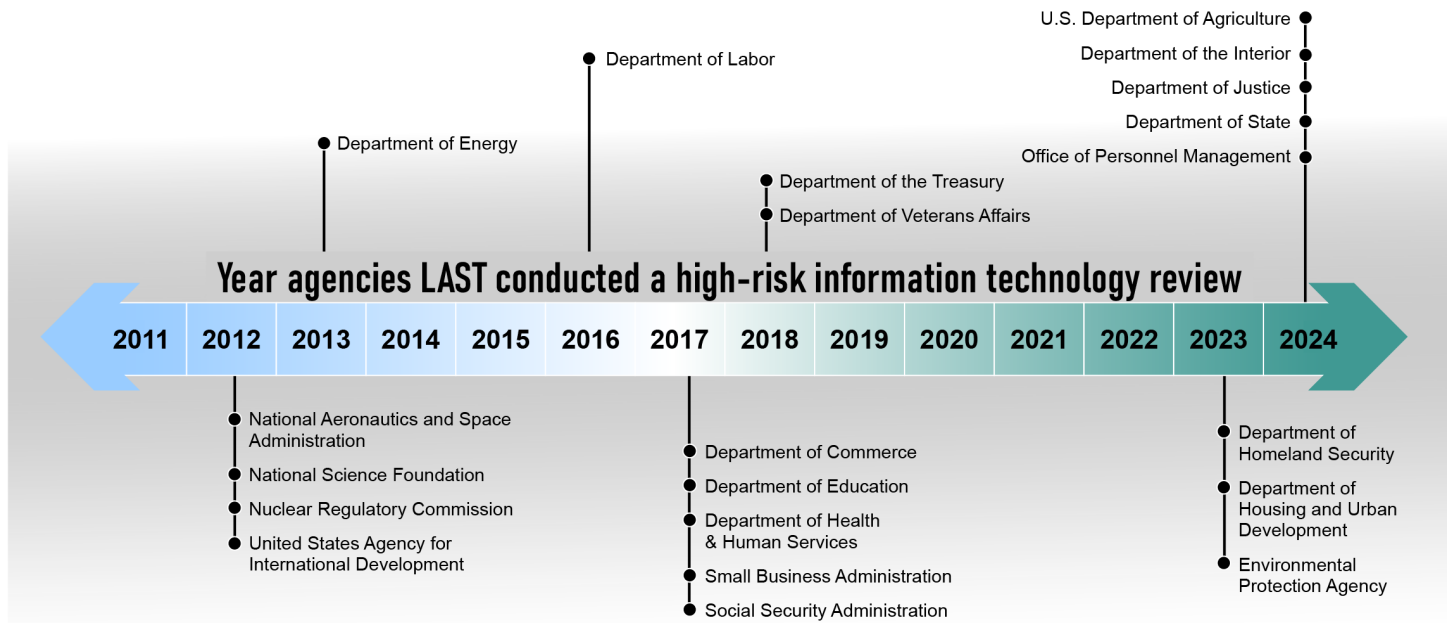 U.S. Department of Agriculture
Department of the Interior
Department of Justice
Department of State
Office of Personnel Management
Department of Labor
Department of Energy
Department of the Treasury
Department of Veterans Affairs
Year agencies LAST conducted a high-risk information technology review
2011 2012 2013 2014 2015 2016 2017 2018 2019 2020 2021 2022 2023 2024
National Aeronautics and Space
Administration
National Science Foundation
Nuclear Regulatory Commission
United States Agency for
International Development
Department of Commerce
Department of Education
Department of Health
& Human Services
Small Business Administration
Social Security Administration
Department of
Homeland Security
Department of
Housing and Urban
Development
Environmental
Protection Agency